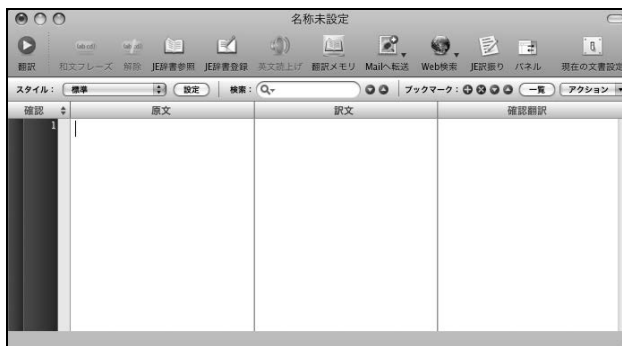 名称未設定
翻訳 和文フレーズ 解除 JE辞書参照 JE辞書登録 英文読上げ 翻訳メモリ Mailへ転送 Web検索 JE訳振り パネル 現在の文書設定
スタイル： 標準 設定 検索： ブックマーク： 一覧 アクション
確認 原文 訳文 確認翻訳
1